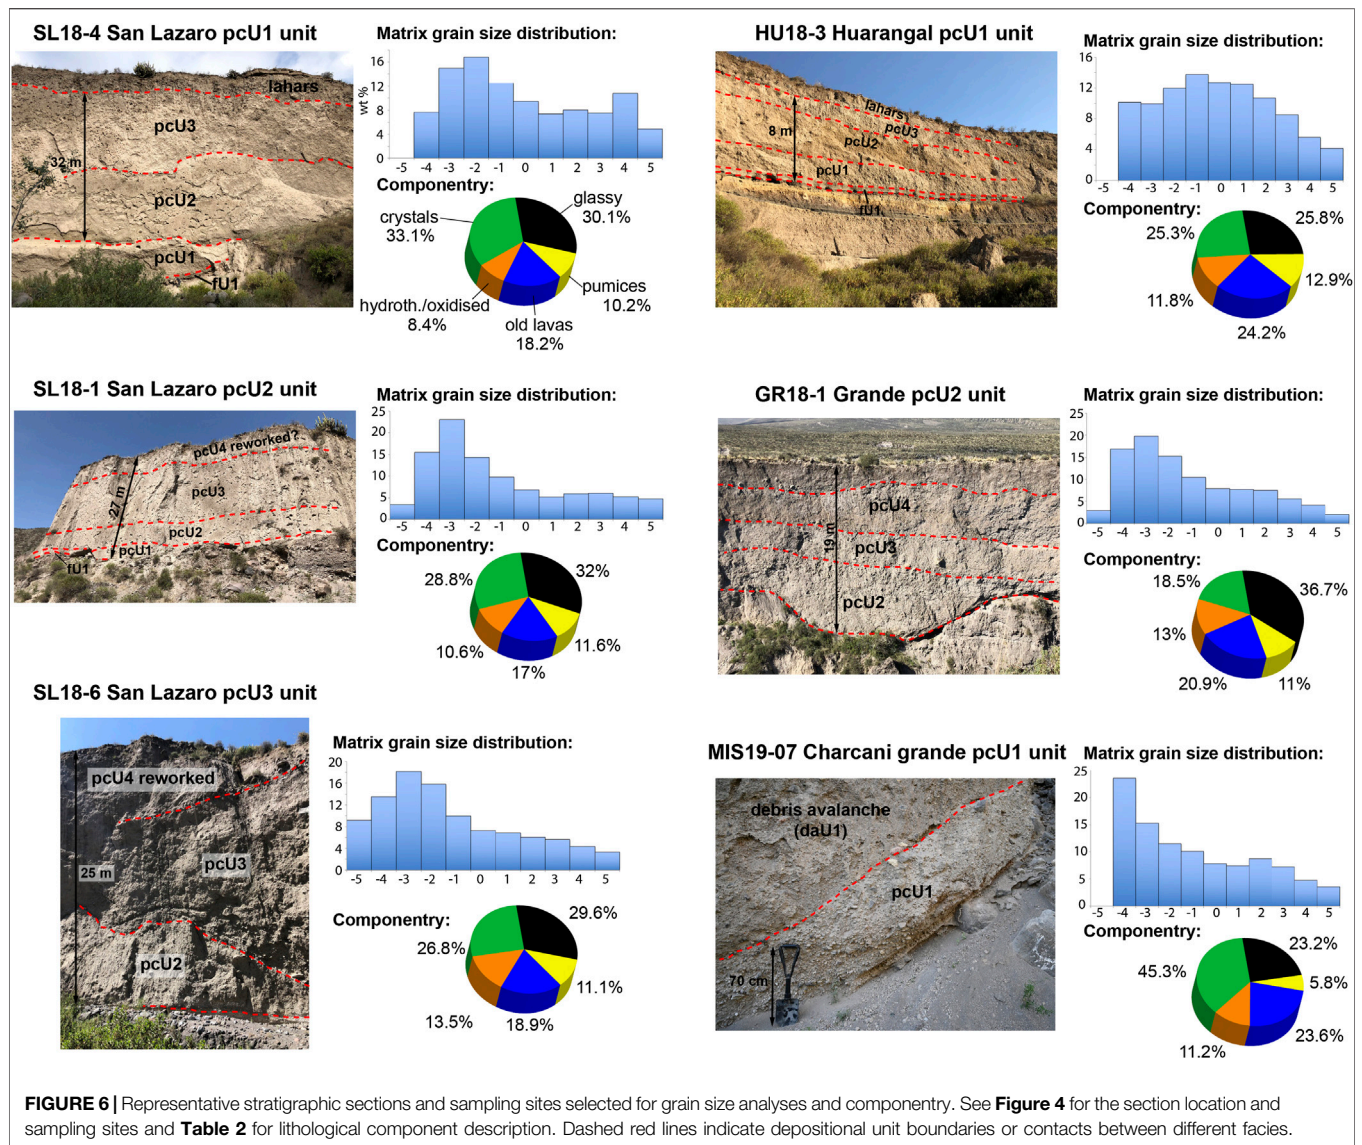 SL18-4 San Lazaro pcU1 unit
lahars
pcU3
32 m
pcU2
pcU1
fU1
Matrix grain size distribution:
wt %
16
12
8
4
0
-5 -4 -3 -2 -1 0 1 2 3 4 5
Componentry:
glassy
30.1%
crystals
33.1%
pumices
10.2%
hydroth./oxidised
8.4%
old lavas
18.2%
HU18-3 Huarangal pcU1 unit
lahars
pcU3
8 m
pcU2
pcU1
fU1
Matrix grain size distribution:
16
12
8
4
0
-5 -4 -3 -2 -1 0 1 2 3 4 5
Componentry:
25.8%
25.3%
12.9%
11.8%
24.2%
SL18-1 San Lazaro pcU2 unit
pcU4 reworked?
27 m
pcU3
pcU2
pcU1
fU1
Matrix grain size distribution:
25
20
15
10
5
0
-5 -4 -3 -2 -1 0 1 2 3 4 5
Componentry:
32%
28.8%
11.6%
10.6%
17%
GR18-1 Grande pcU2 unit
pcU4
19 m
pcU3
pcU2
Matrix grain size distribution:
25
20
15
10
5
0
-5 -4 -3 -2 -1 0 1 2 3 4 5
Componentry:
18.5%
36.7%
13%
20.9%
11%
SL18-6 San Lazaro pcU3 unit
pcU4 reworked
25 m
pcU3
pcU2
Matrix grain size distribution:
20
16
12
8
4
0
-5 -4 -3 -2 -1 0 1 2 3 4 5
Componentry:
29.6%
26.8%
11.1%
13.5%
18.9%
MIS19-07 Charcani grande pcU1 unit
debris avalanche
(daU1)
pcU1
70 cm
Matrix grain size distribution:
25
20
15
10
5
0
-5 -4 -3 -2 -1 0 1 2 3 4 5
Componentry:
23.2%
45.3%
5.8%
11.2%
23.6%
FIGURE 6 | Representative stratigraphic sections and sampling sites selected for grain size analyses and componentry. See Figure 4 for the section location and
sampling sites and Table 2 for lithological component description. Dashed red lines indicate depositional unit boundaries or contacts between different facies.